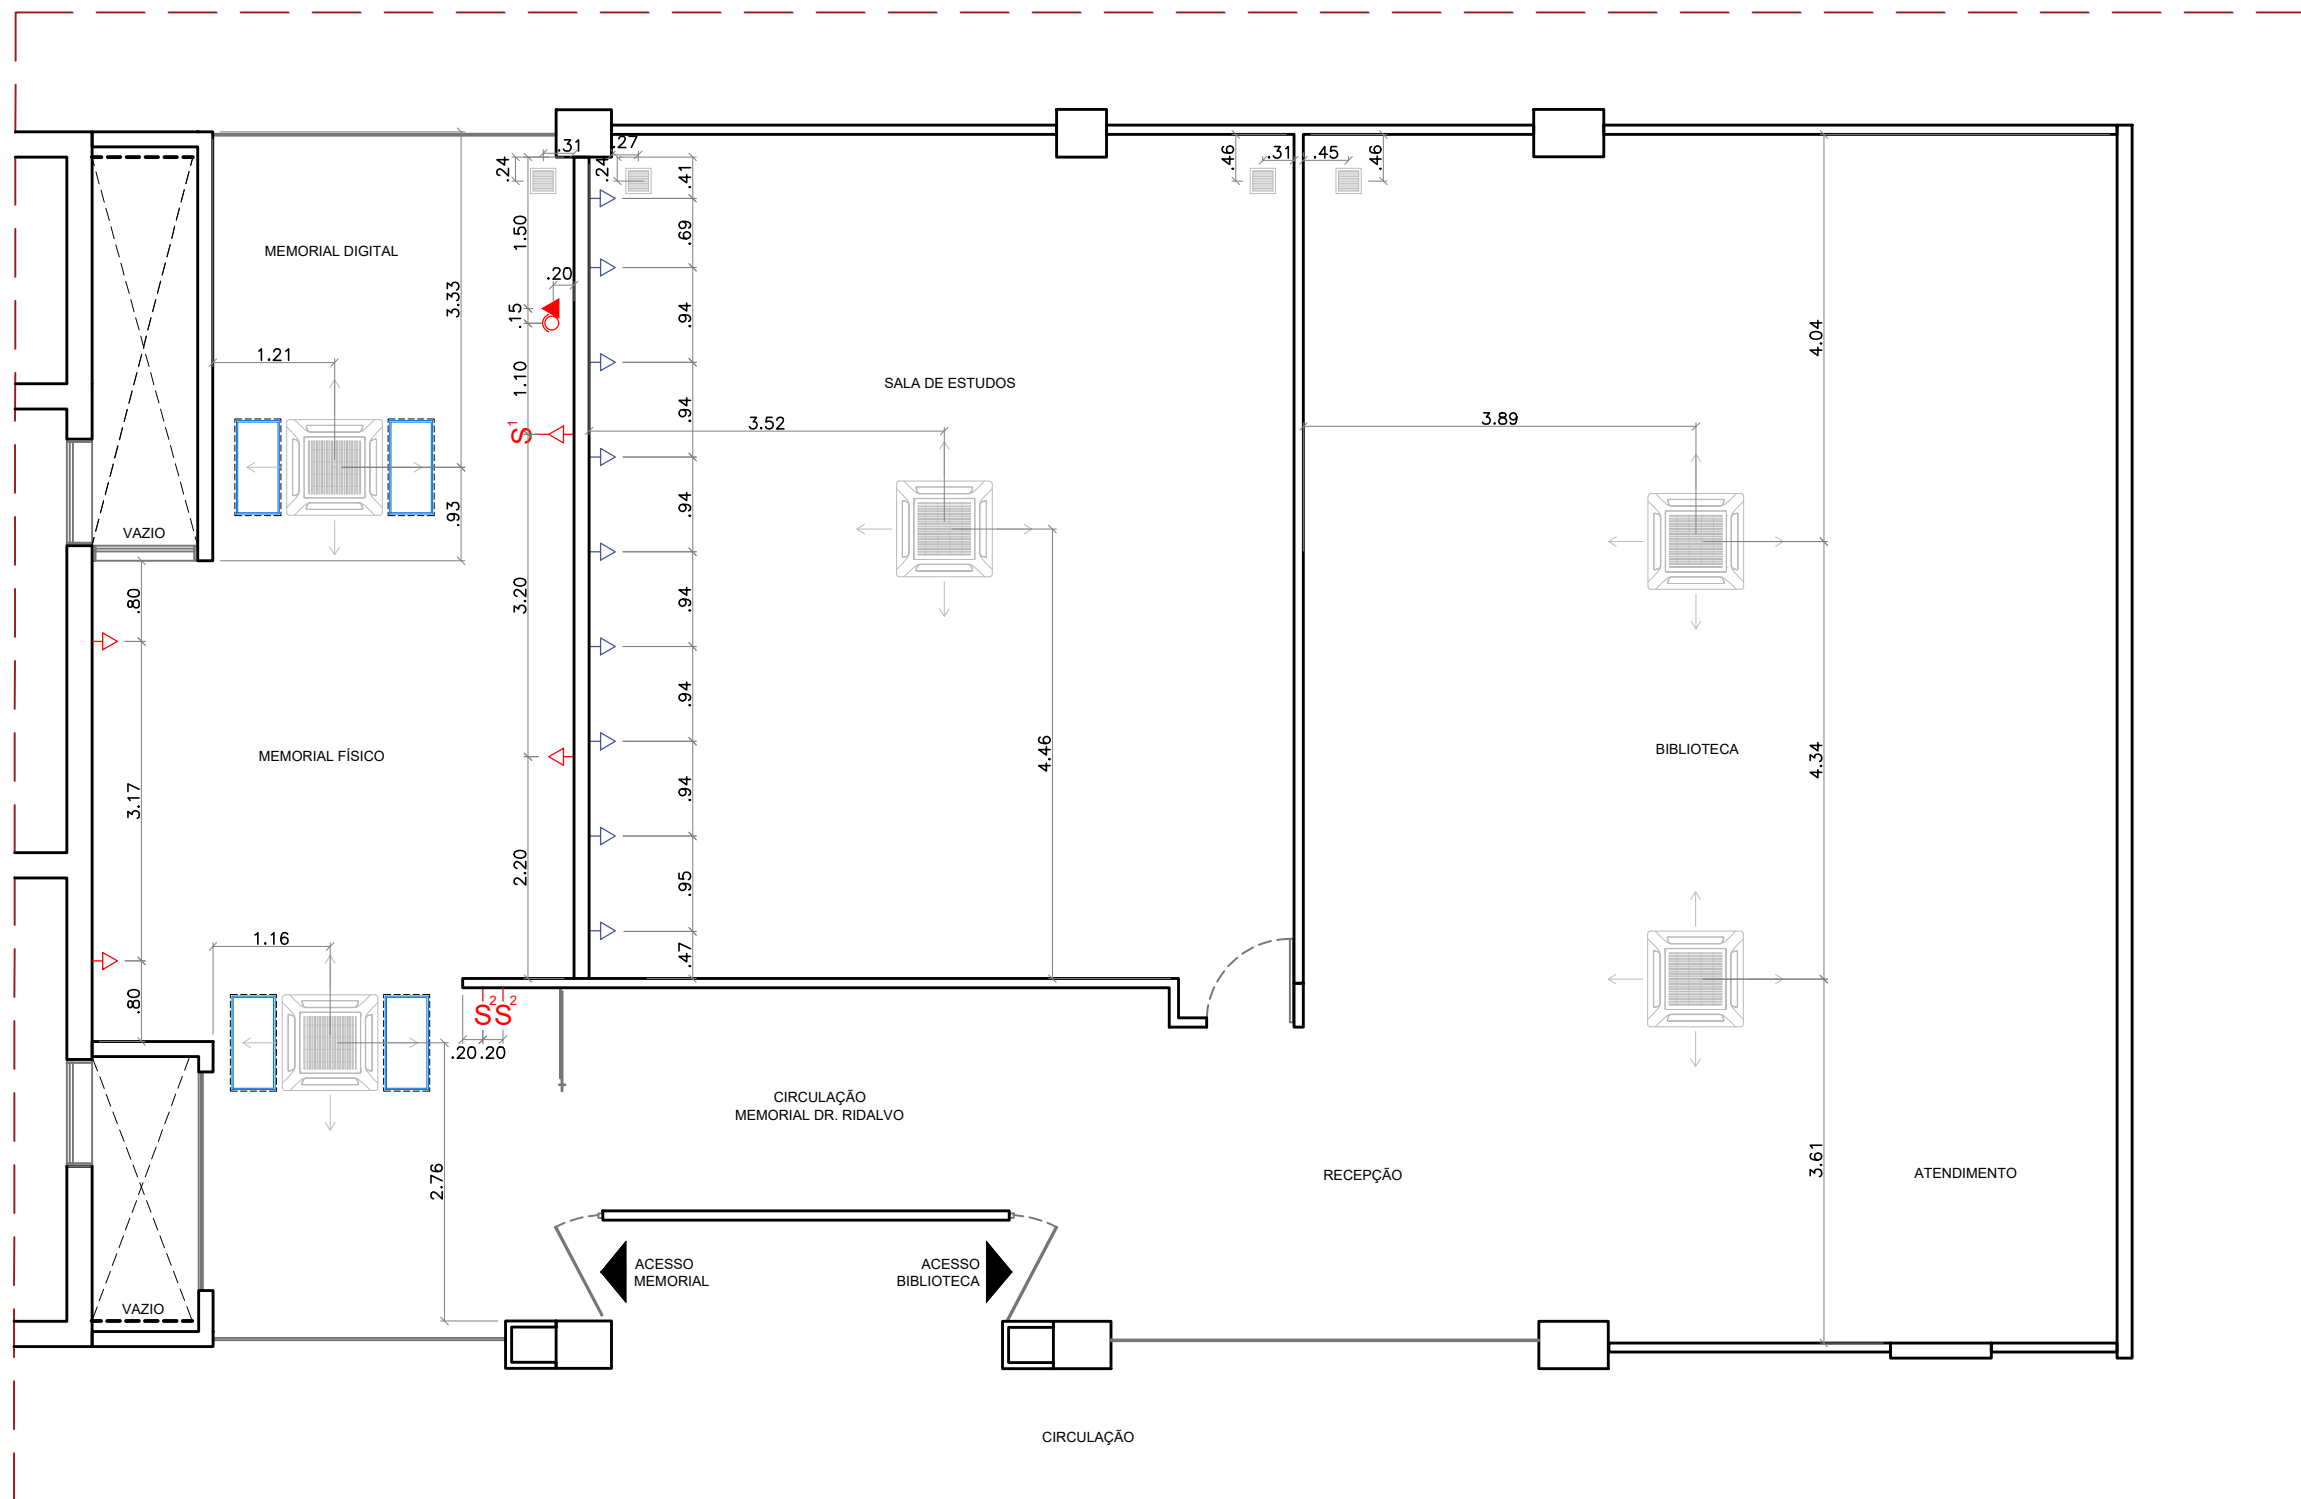 .31
.27
.24
.24
.41
.46
.31
.45
.46
1.50
.69
MEMORIAL DIGITAL
.20
3.33
.15
.94
4.04
1.21
1.10
SALA DE ESTUDOS
.94
3.52
3.89
S1
.93
.94
VAZIO
.80
3.20
.94
.94
MEMORIAL FÍSICO
4.46
BIBLIOTECA
4.34
3.17
.94
2.20
.95
1.16
.47
.80
S2
S2
.20
.20
CIRCULAÇÃO
MEMORIAL DR. RIDALVO
2.76
3.61
RECEPÇÃO
ATENDIMENTO
ACESSO
MEMORIAL
ACESSO
BIBLIOTECA
VAZIO
CIRCULAÇÃO